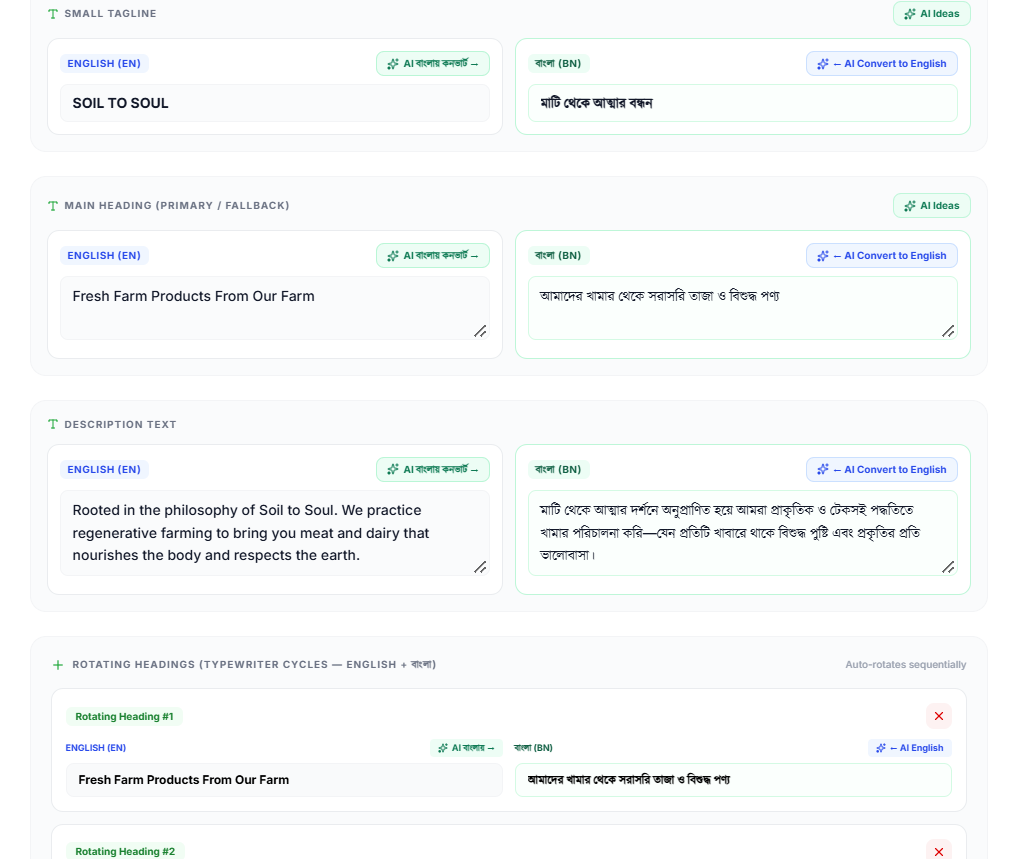 SMALL TAGLINE
AI Ideas
ENGLISH (EN)
AI বাংলায় কনভার্ট →
বাংলা (BN)
← AI Convert to English
SOIL TO SOUL
মাটি থেকে আত্মার বন্ধন
MAIN HEADING (PRIMARY / FALLBACK)
AI Ideas
ENGLISH (EN)
AI বাংলায় কনভার্ট →
বাংলা (BN)
← AI Convert to English
Fresh Farm Products From Our Farm
আমাদের খামার থেকে সরাসরি তাজা ও বিশুদ্ধ পণ্য
DESCRIPTION TEXT
ENGLISH (EN)
AI বাংলায় কনভার্ট →
বাংলা (BN)
← AI Convert to English
Rooted in the philosophy of Soil to Soul. We practice
regenerative farming to bring you meat and dairy that
nourishes the body and respects the earth.
মাটি থেকে আত্মার দর্শনে অনুপ্রাণিত হয়ে আমরা প্রাকৃতিক ও টেকসই পদ্ধতিতে
খামার পরিচালনা করি—যেন প্রতিটি খাবারে থাকে বিশুদ্ধ পুষ্টি এবং প্রকৃতির প্রতি
ভালোবাসা।
ROTATING HEADINGS (TYPEWRITER CYCLES — ENGLISH + বাংলা)
Auto-rotates sequentially
Rotating Heading #1
ENGLISH (EN)
AI বাংলায় →
বাংলা (BN)
← AI English
Fresh Farm Products From Our Farm
আমাদের খামার থেকে সরাসরি তাজা ও বিশুদ্ধ পণ্য
Rotating Heading #2